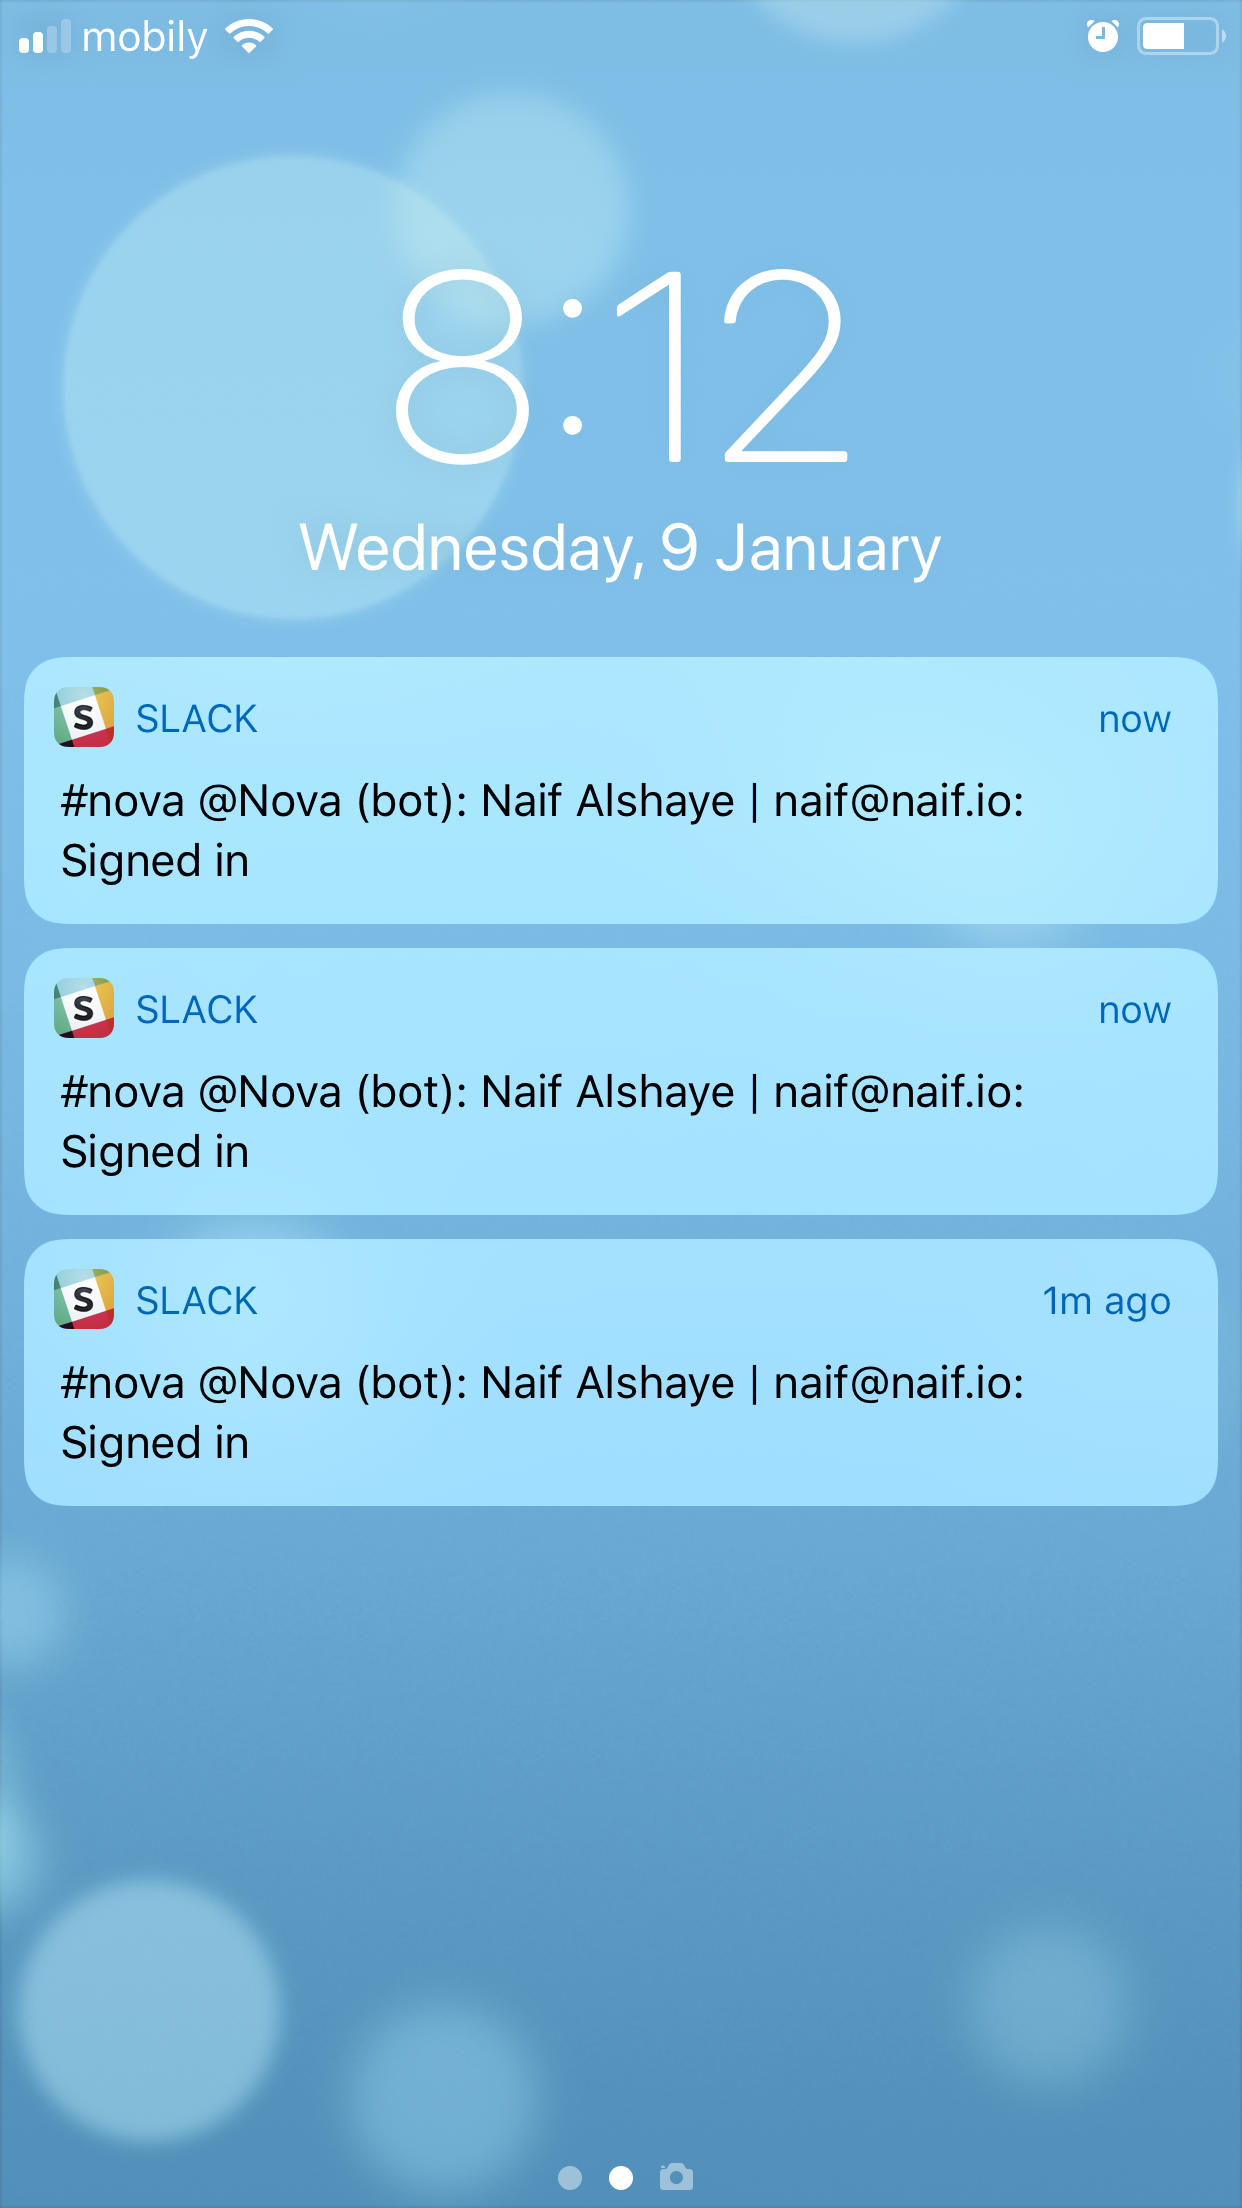 mobily
8:12
Wednesday, 9 January
S SLACK now
#nova @Nova (bot): Naif Alshaye | naif@naif.io:
Signed in
S SLACK now
#nova @Nova (bot): Naif Alshaye | naif@naif.io:
Signed in
S SLACK 1m ago
#nova @Nova (bot): Naif Alshaye | naif@naif.io:
Signed in